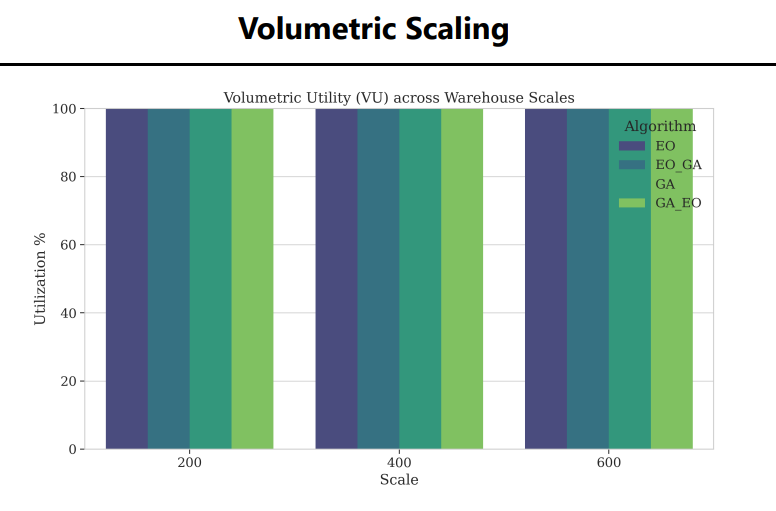 Volumetric Scaling
Volumetric Utility (VU) across Warehouse Scales
100
80
60
40
20
0
Utilization %
Algorithm
EO
EO_GA
GA
GA_EO
200
400
600
Scale